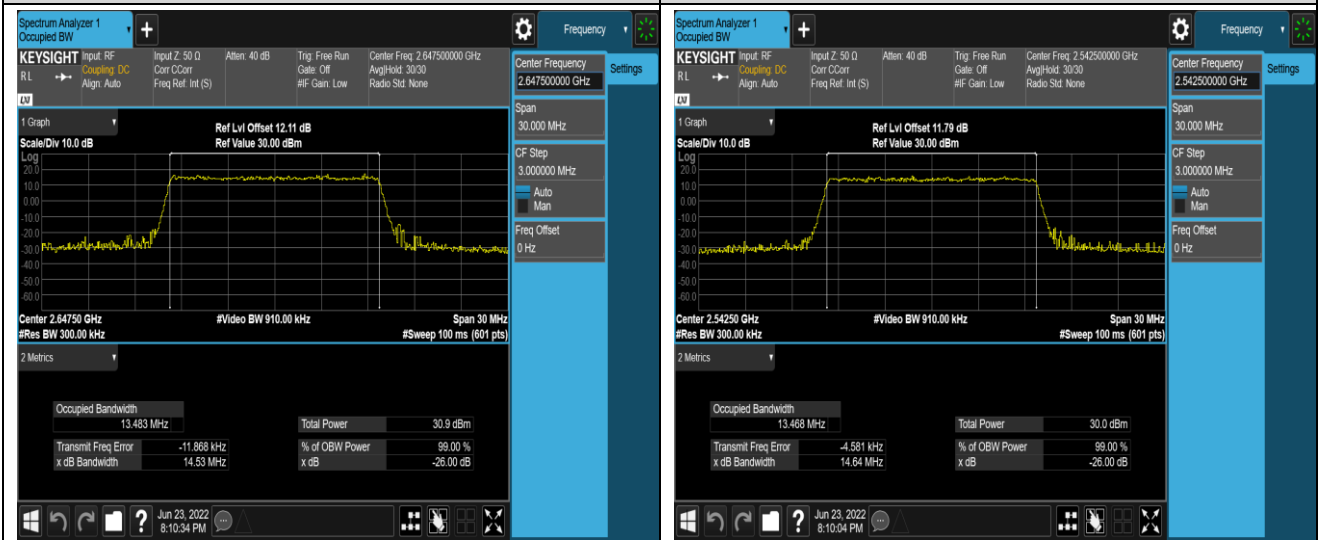 Spectrum Analyzer 1
Occupied BW
Frequency
KEYSIGHT
Input: RF
Coupling: DC
Align: Auto
Input Z: 50 Ω
Corr CCorr
Freq Ref: Int (S)
Atten: 40 dB
Trig: Free Run
Gate: Off
#IF Gain: Low
Center Freq: 2.647500000 GHz
Avg|Hold: 30/30
Radio Std: None
R L
LXI
Center Frequency
2.647500000 GHz
Settings
Span
30.000 MHz
CF Step
3.000000 MHz
Auto
Man
Freq Offset
0 Hz
1 Graph
Scale/Div 10.0 dB
Ref Lvl Offset 12.11 dB
Ref Value 30.00 dBm
Log
20.0
10.0
0.00
-10.0
-20.0
-30.0
-40.0
-50.0
-60.0
Center 2.64750 GHz
#Video BW 910.00 kHz
Span 30 MHz
#Res BW 300.00 kHz
#Sweep 100 ms (601 pts)
2 Metrics
Occupied Bandwidth
13.483 MHz
Total Power 30.9 dBm
Transmit Freq Error -11.868 kHz
% of OBW Power 99.00 %
x dB Bandwidth 14.53 MHz
x dB -26.00 dB
Jun 23, 2022
8:10:34 PM
Spectrum Analyzer 1
Occupied BW
Frequency
KEYSIGHT
Input: RF
Coupling: DC
Align: Auto
Input Z: 50 Ω
Corr CCorr
Freq Ref: Int (S)
Atten: 40 dB
Trig: Free Run
Gate: Off
#IF Gain: Low
Center Freq: 2.542500000 GHz
Avg|Hold: 30/30
Radio Std: None
R L
LXI
Center Frequency
2.542500000 GHz
Settings
Span
30.000 MHz
CF Step
3.000000 MHz
Auto
Man
Freq Offset
0 Hz
1 Graph
Scale/Div 10.0 dB
Ref Lvl Offset 11.79 dB
Ref Value 30.00 dBm
Log
20.0
10.0
0.00
-10.0
-20.0
-30.0
-40.0
-50.0
-60.0
Center 2.54250 GHz
#Video BW 910.00 kHz
Span 30 MHz
#Res BW 300.00 kHz
#Sweep 100 ms (601 pts)
2 Metrics
Occupied Bandwidth
13.468 MHz
Total Power 30.0 dBm
Transmit Freq Error -4.581 kHz
% of OBW Power 99.00 %
x dB Bandwidth 14.64 MHz
x dB -26.00 dB
Jun 23, 2022
8:10:04 PM